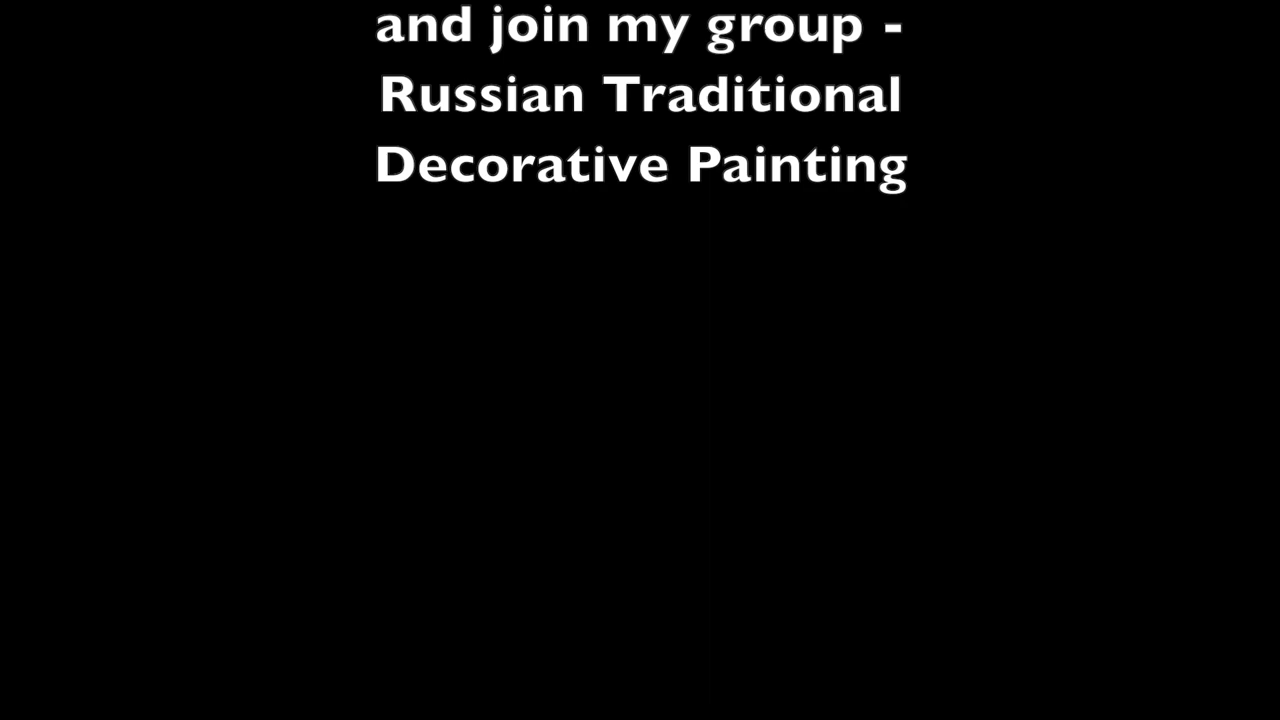 and join my group -
Russian Traditional
Decorative Painting